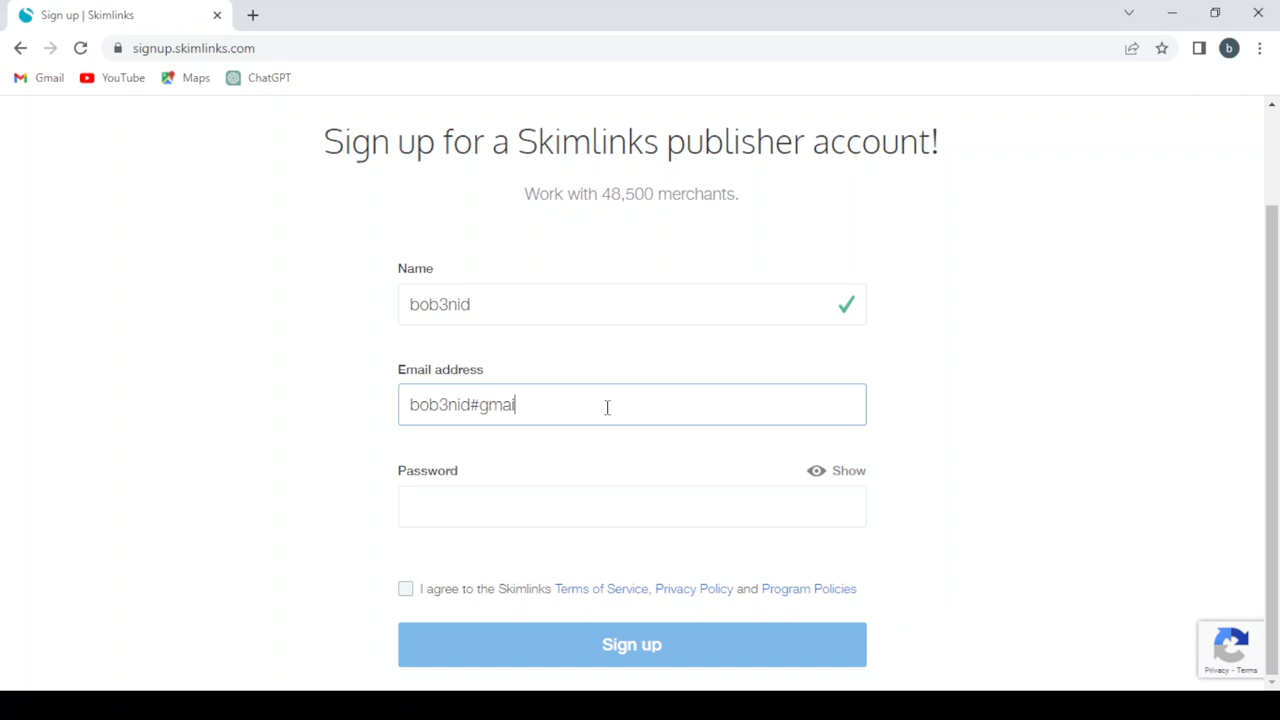 Sign up | Skimlinks
signup.skimlinks.com
b
Gmail
YouTube
Maps
ChatGPT
Sign up for a Skimlinks publisher account!
Work with 48,500 merchants.
Name
bob3nid
Email address
bob3nid#gmai
Password
Show
I agree to the Skimlinks Terms of Service, Privacy Policy and Program Policies
Sign up
Privacy - Terms